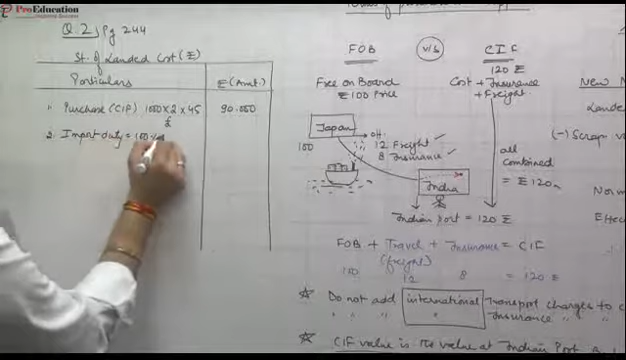 ProEducation
Q.2, Pg 244
St. of Landed Cost (₹)
Particulars
₹ (Amt.)
1. Purchase (CIF) 1000 x 2 x 45
£
90.000
2. Import duty = 100
FOB
v/s
CIF
120 ₹
Free on Board
₹100 Price
Cost + Insurance
+ Freight
Japan
100
12 Freight ✓
8 Insurance ✓
all
combined
= ₹ 120
India
Indian port = 120 ₹
FOB + Travel + Insurance = CIF
(freight)
100 12 8 = 120 ₹
☆ Do not add international Transport charges to
" " " " Insurance " "
☆ CIF value is the value at Indian Port
New
Landed
(-) Scrap
Norm